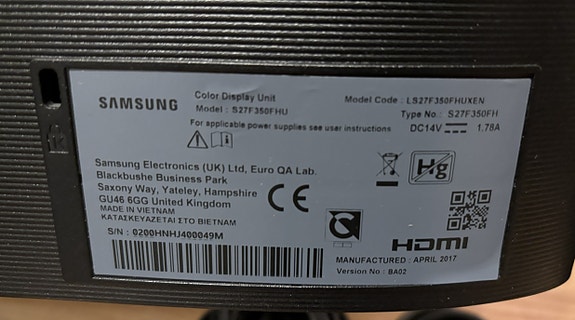 SAMSUNG
Color Display Unit
Model : S27F350FHU
Model Code : LS27F350FHUXEN
Type No. : S27F350FH
For applicable power supplies see user instructions
DC14V 1.78A
Samsung Electronics (UK) Ltd, Euro QA Lab.
Blackbushe Business Park
Saxony Way, Yateley, Hampshire
GU46 6GG United Kingdom
MADE IN VIETNAM
ΚΑΤΑΣΚΕΥΑΖΕΤΑΙ ΣΤΟ ΒΙΕΤΝΑΜ
S/N : 0200HNHJ400049M
CE
Hg
HDMI
MANUFACTURED : APRIL 2017
Version No : BA02